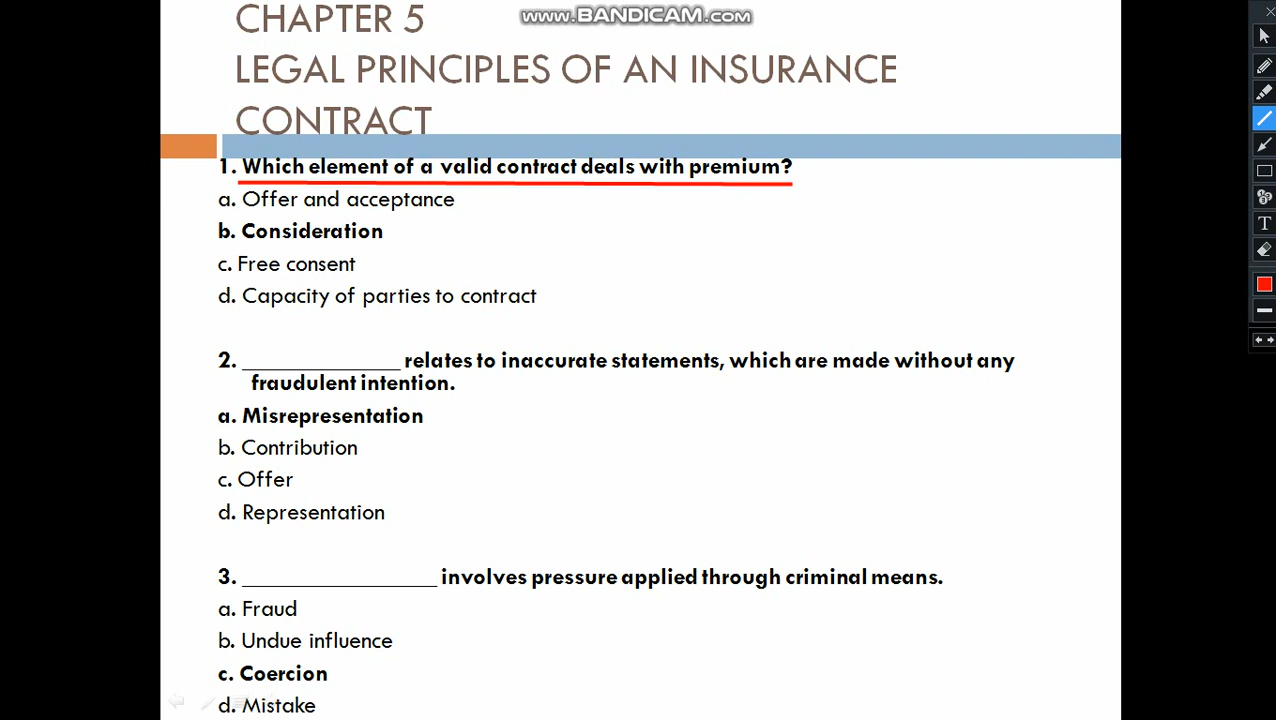 www.BANDICAM.com
CHAPTER 5
LEGAL PRINCIPLES OF AN INSURANCE
CONTRACT
1. Which element of a valid contract deals with premium?
a. Offer and acceptance
b. Consideration
c. Free consent
d. Capacity of parties to contract
2. _____________ relates to inaccurate statements, which are made without any
fraudulent intention.
a. Misrepresentation
b. Contribution
c. Offer
d. Representation
3. ________________ involves pressure applied through criminal means.
a. Fraud
b. Undue influence
c. Coercion
d. Mistake